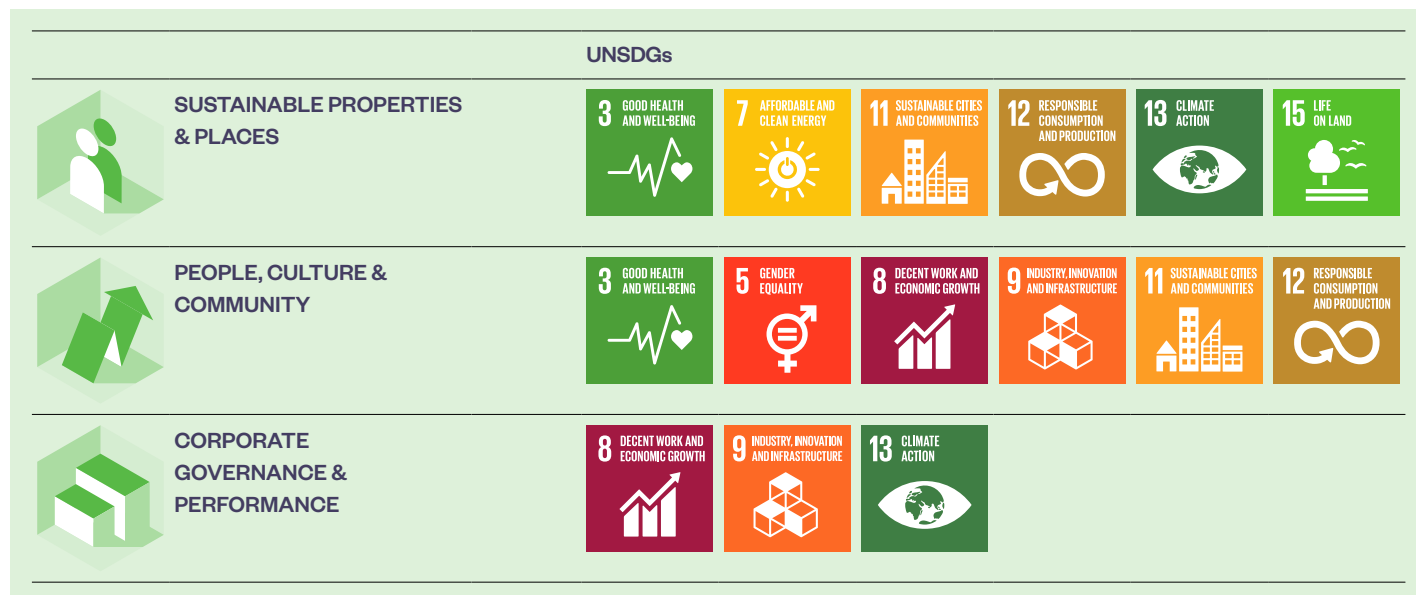 UNSDGs
SUSTAINABLE PROPERTIES
& PLACES
3 GOOD HEALTH
AND WELL-BEING
7 AFFORDABLE AND
CLEAN ENERGY
11 SUSTAINABLE CITIES
AND COMMUNITIES
12 RESPONSIBLE
CONSUMPTION
AND PRODUCTION
13 CLIMATE
ACTION
15 LIFE
ON LAND
PEOPLE, CULTURE &
COMMUNITY
3 GOOD HEALTH
AND WELL-BEING
5 GENDER
EQUALITY
8 DECENT WORK AND
ECONOMIC GROWTH
9 INDUSTRY, INNOVATION
AND INFRASTRUCTURE
11 SUSTAINABLE CITIES
AND COMMUNITIES
12 RESPONSIBLE
CONSUMPTION
AND PRODUCTION
CORPORATE
GOVERNANCE &
PERFORMANCE
8 DECENT WORK AND
ECONOMIC GROWTH
9 INDUSTRY, INNOVATION
AND INFRASTRUCTURE
13 CLIMATE
ACTION